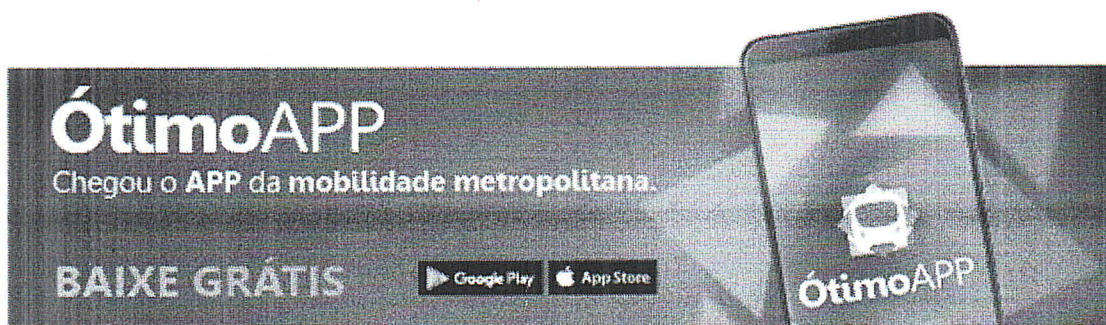 ÓtimoAPP
Chegou o APP da mobilidade metropolitana.
BAIXE GRÁTIS
Google Play
App Store
ÓtimoAPP